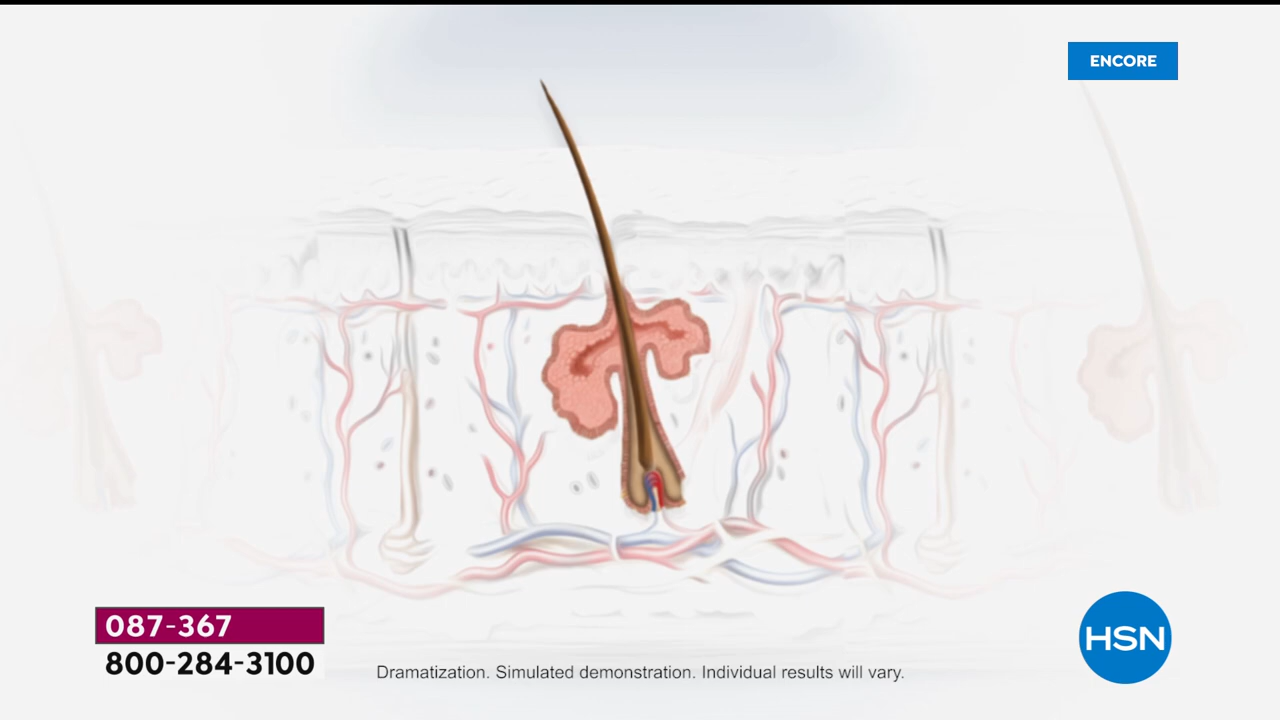 ENCORE
087-367
800-284-3100
Dramatization. Simulated demonstration. Individual results will vary.
HSN